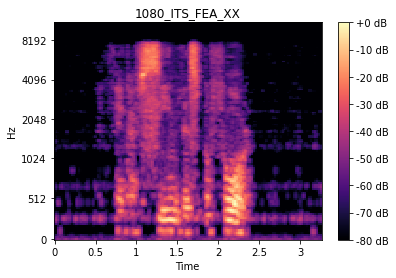 1080_ITS_FEA_XX
8192
4096
2048
1024
512
0
Hz
0 0.5 1 1.5 2 2.5 3
Time
+0 dB
-10 dB
-20 dB
-30 dB
-40 dB
-50 dB
-60 dB
-70 dB
-80 dB